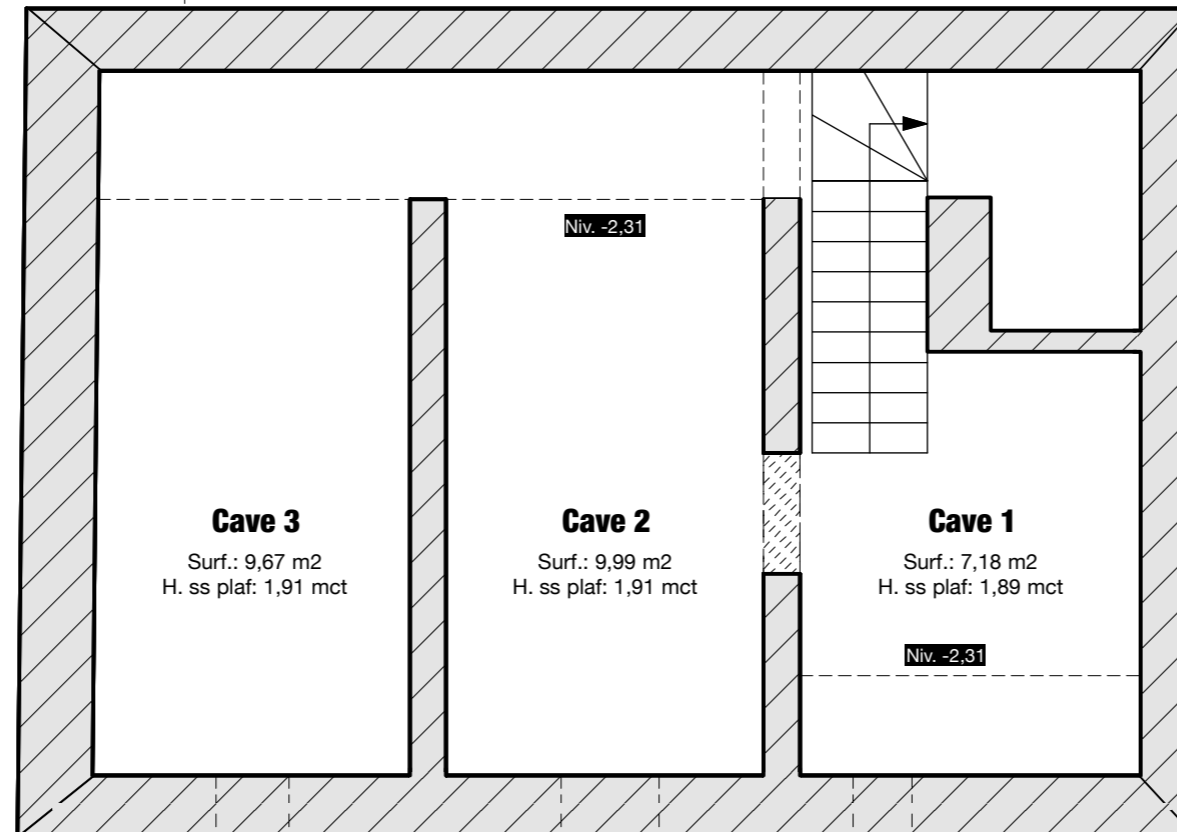 Niv. -2,31
Cave 3
Surf.: 9,67 m2
H. ss plaf: 1,91 mct
Cave 2
Surf.: 9,99 m2
H. ss plaf: 1,91 mct
Cave 1
Surf.: 7,18 m2
H. ss plaf: 1,89 mct
Niv. -2,31